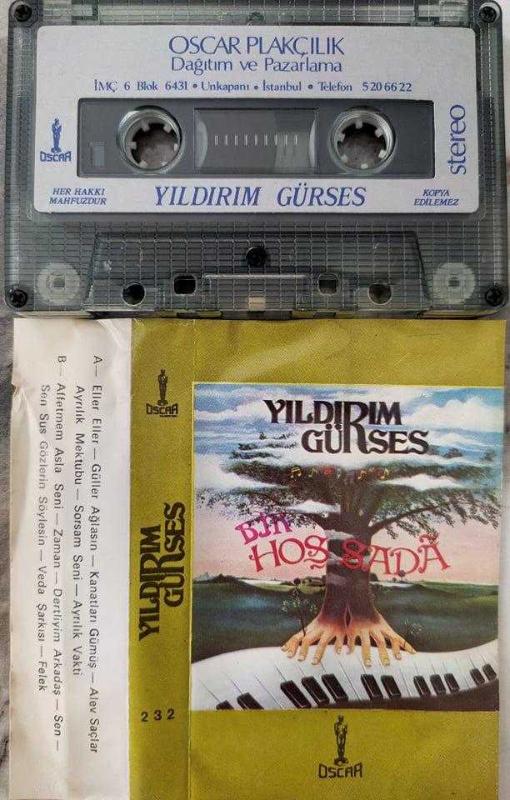 OSCAR PLAKÇILIK
Dağıtım ve Pazarlama
İMÇ 6 Blok 6431 • Unkapanı • İstanbul • Telefon 520 66 22
OSCAR
stereo
HER HAKKI
MAHFUZDUR
YILDIRIM GÜRSES
KOPYA
EDİLEMEZ
A— Eller Eller — Güller Ağlasın — Kanatları Gümüş — Alev Saçlar
Ayrılık Mektubu — Sorsam Seni — Ayrılık Vakti
B— Affetmem Asla Seni — Zaman — Dertliyim Arkadaş — Sen —
Sen Sus Gözlerin Söylesin — Veda Şarkısı — Felek
OSCAR
YILDIRIM
GÜRSES
232
YILDIRIM
GÜRSES
BİR
HOŞ SADÂ
OSCAR